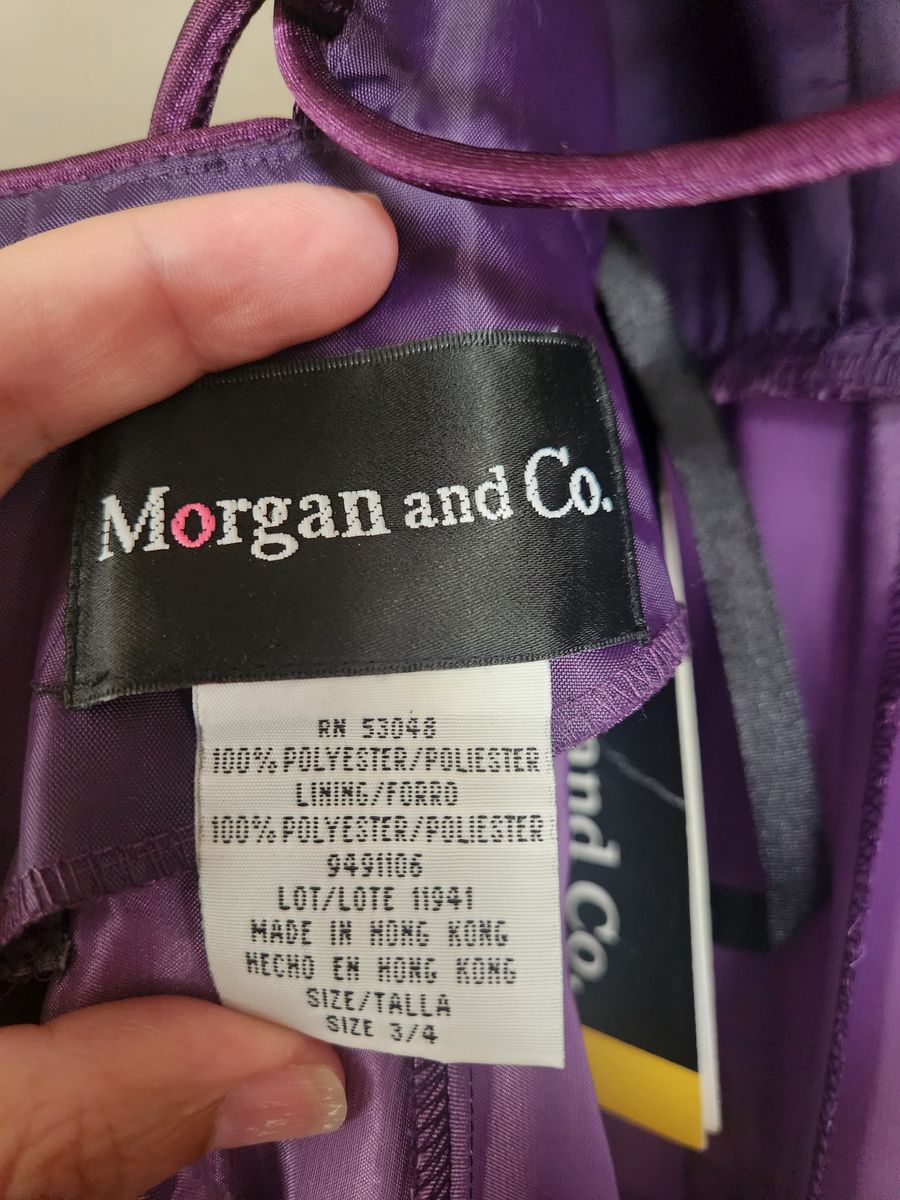 Morgan and Co.
RN 53048
100% POLYESTER/POLIESTER
LINING/FORRO
100% POLYESTER/POLIESTER
9491106
LOT/LOTE 11941
MADE IN HONG KONG
HECHO EN HONG KONG
SIZE/TALLA
SIZE 3/4
and Co.